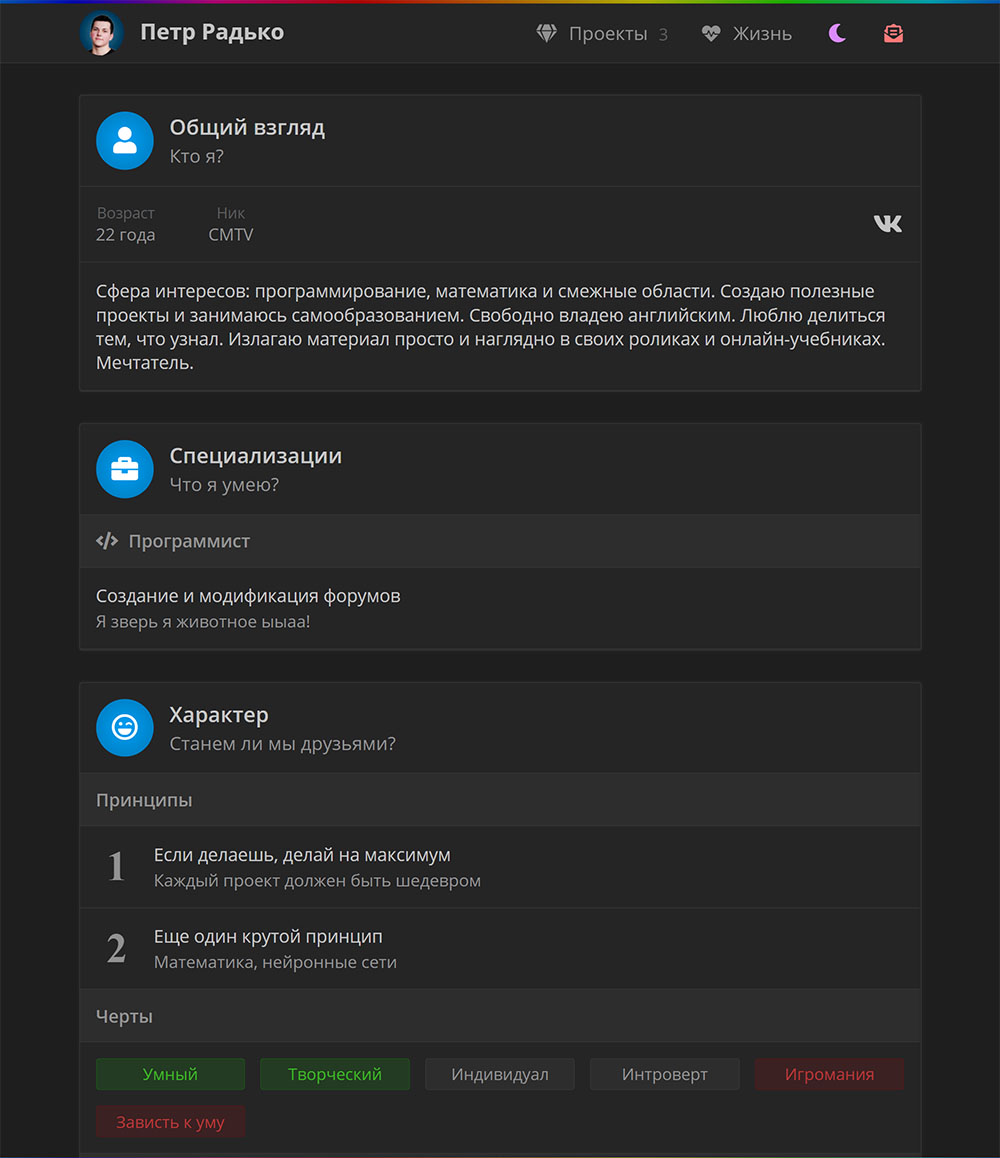 Петр Радько
Проекты 3
Жизнь
Общий взгляд
Кто я?
Возраст
22 года
Ник
CMTV
Сфера интересов: программирование, математика и смежные области. Создаю полезные
проекты и занимаюсь самообразованием. Свободно владею английским. Люблю делиться
тем, что узнал. Излагаю материал просто и наглядно в своих роликах и онлайн-учебниках.
Мечтатель.
Специализации
Что я умею?
</> Программист
Создание и модификация форумов
Я зверь я животное ыыаа!
Характер
Станем ли мы друзьями?
Принципы
1
Если делаешь, делай на максимум
Каждый проект должен быть шедевром
2
Еще один крутой принцип
Математика, нейронные сети
Черты
Умный
Творческий
Индивидуал
Интроверт
Игромания
Зависть к уму